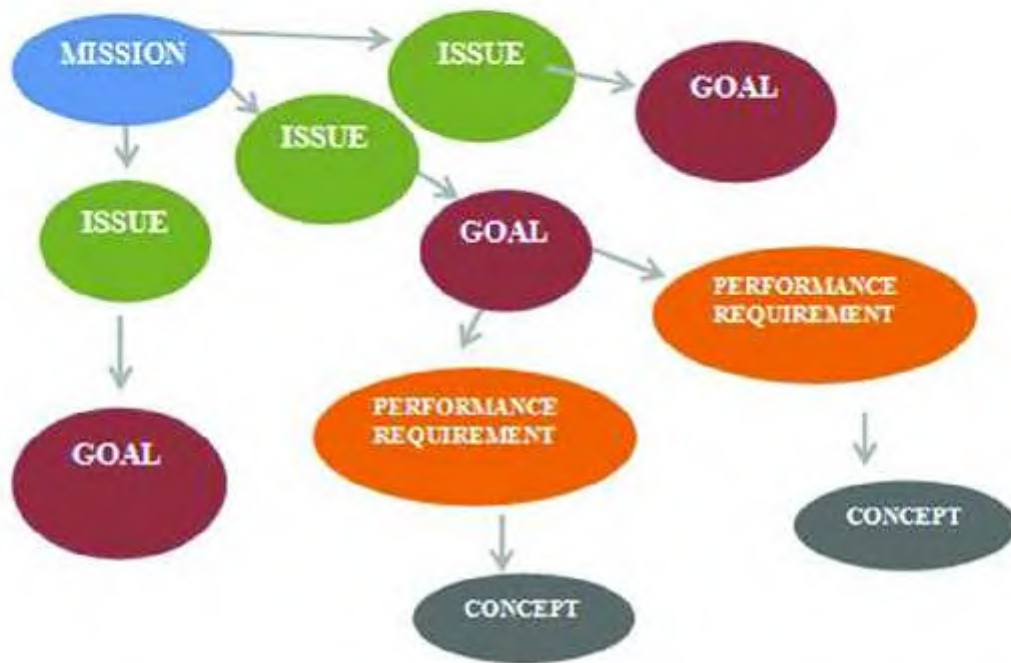 MISSION
ISSUE
GOAL
ISSUE
ISSUE
GOAL
PERFORMANCE
REQUIREMENT
PERFORMANCE
REQUIREMENT
GOAL
CONCEPT
CONCEPT